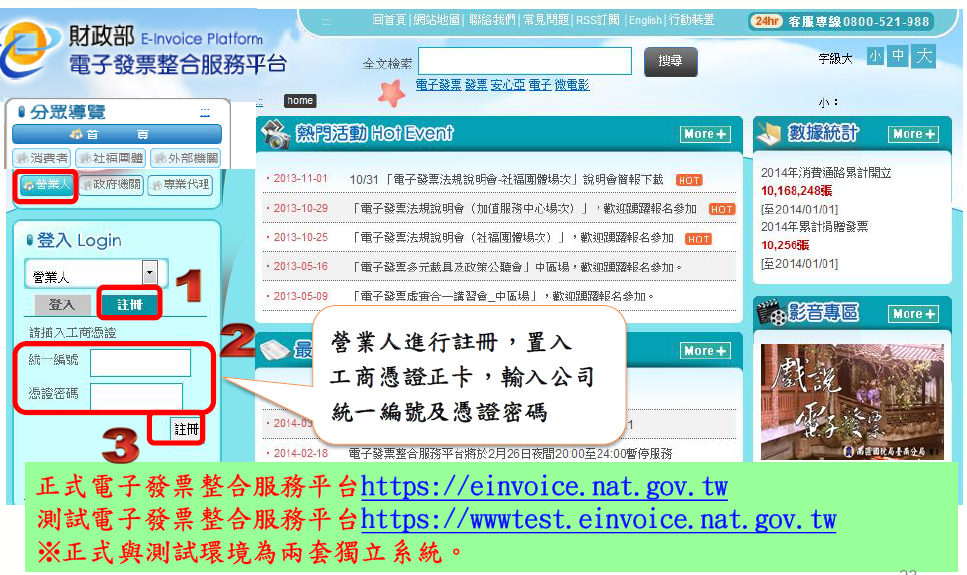 財政部 E-Invoice Platform
電子發票整合服務平台
::: 回首頁|網站地圖|聯絡我們|常見問題|RSS訂閱|English|行動裝置
24hr 客服專線0800-521-988
全文檢索 搜尋
電子發票 發票 安心亞 電子 微電影
字級大 小 中 大
小：
home
分眾導覽 :::
首 頁
消費者 社福團體 外部機關
營業人 政府機關 專業代理
登入 Login
營業人
1
登入 註冊
請插入工商憑證
2
統一編號
憑證密碼
註冊
3
熱門活動 Hot Event More+
2013-11-01 10/31「電子發票法規說明會-社福團體場次」說明會簡報下載 HOT
2013-10-29 「電子發票法規說明會（加值服務中心場次）」，歡迎踴躍報名參加 HOT
2013-10-25 「電子發票法規說明會（社福團體場次）」，歡迎踴躍報名參加 HOT
2013-05-16 「電子發票多元載具及政策公聽會」中區場，歡迎踴躍報名參加。
2013-05-09 「電子發票虛實合一講習會_中區場」，歡迎踴躍報名參加。
最 More+
營業人進行註冊，置入
工商憑證正卡，輸入公司
統一編號及憑證密碼
2014-03 1
2014-02-18 電子發票整合服務平台將於2月26日夜間20:00至24:00暫停服務
數據統計 More+
2014年消費通路累計開立
10,168,248張
[至2014/01/01]
2014年累計捐贈發票
10,256張
[至2014/01/01]
影音專區 More+
戲說
電子發票
南區國稅局臺南分局
正式電子發票整合服務平台https://einvoice.nat.gov.tw
測試電子發票整合服務平台https://wwwtest.einvoice.nat.gov.tw
※正式與測試環境為兩套獨立系統。